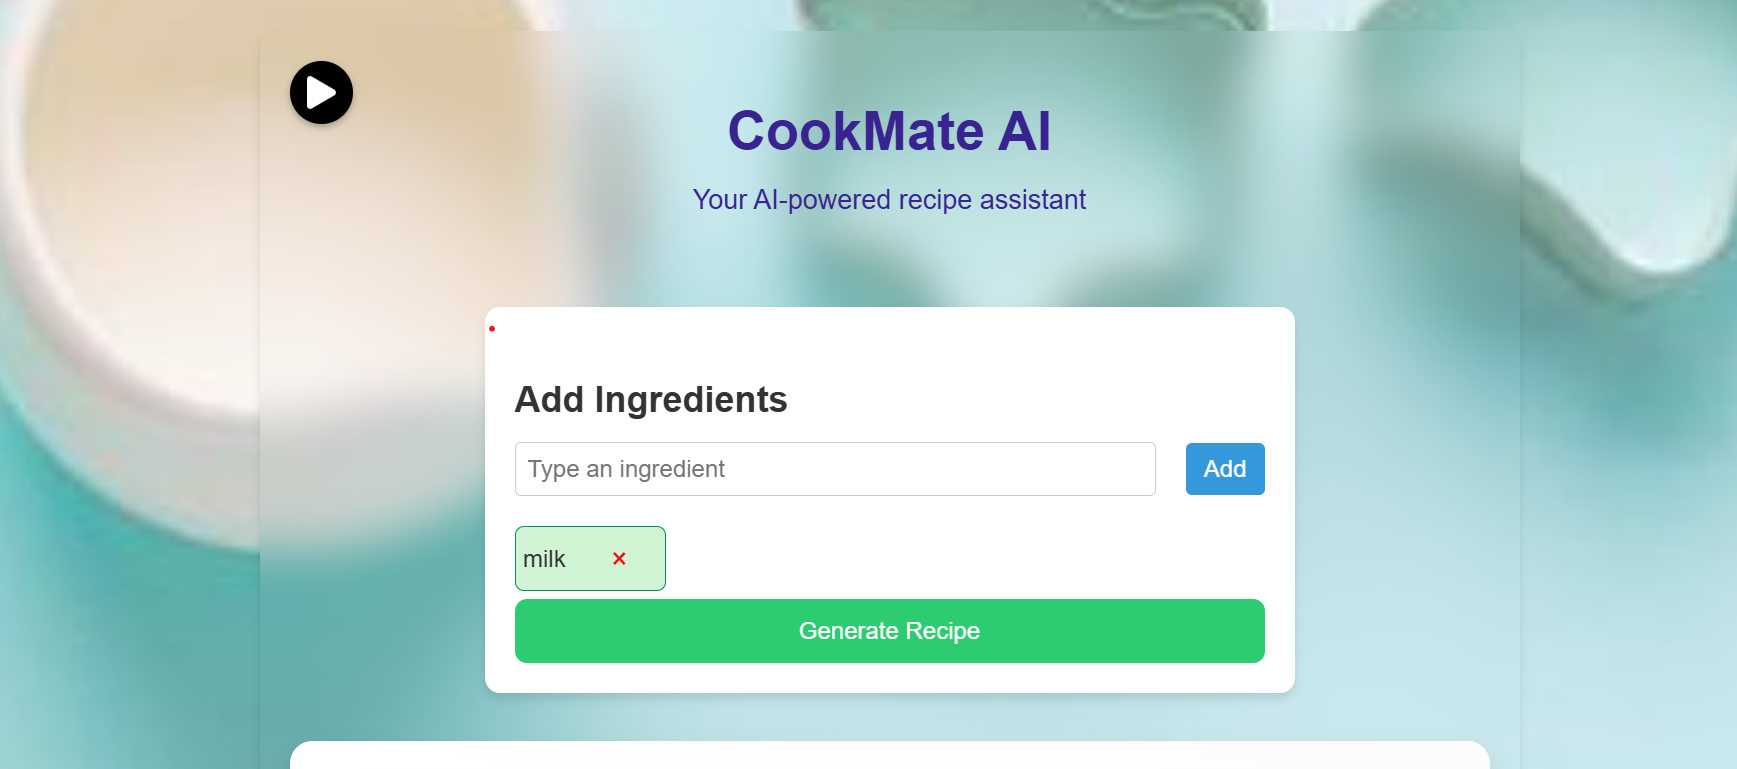 CookMate AI
Your AI-powered recipe assistant
Add Ingredients
Type an ingredient
Add
milk ×
Generate Recipe